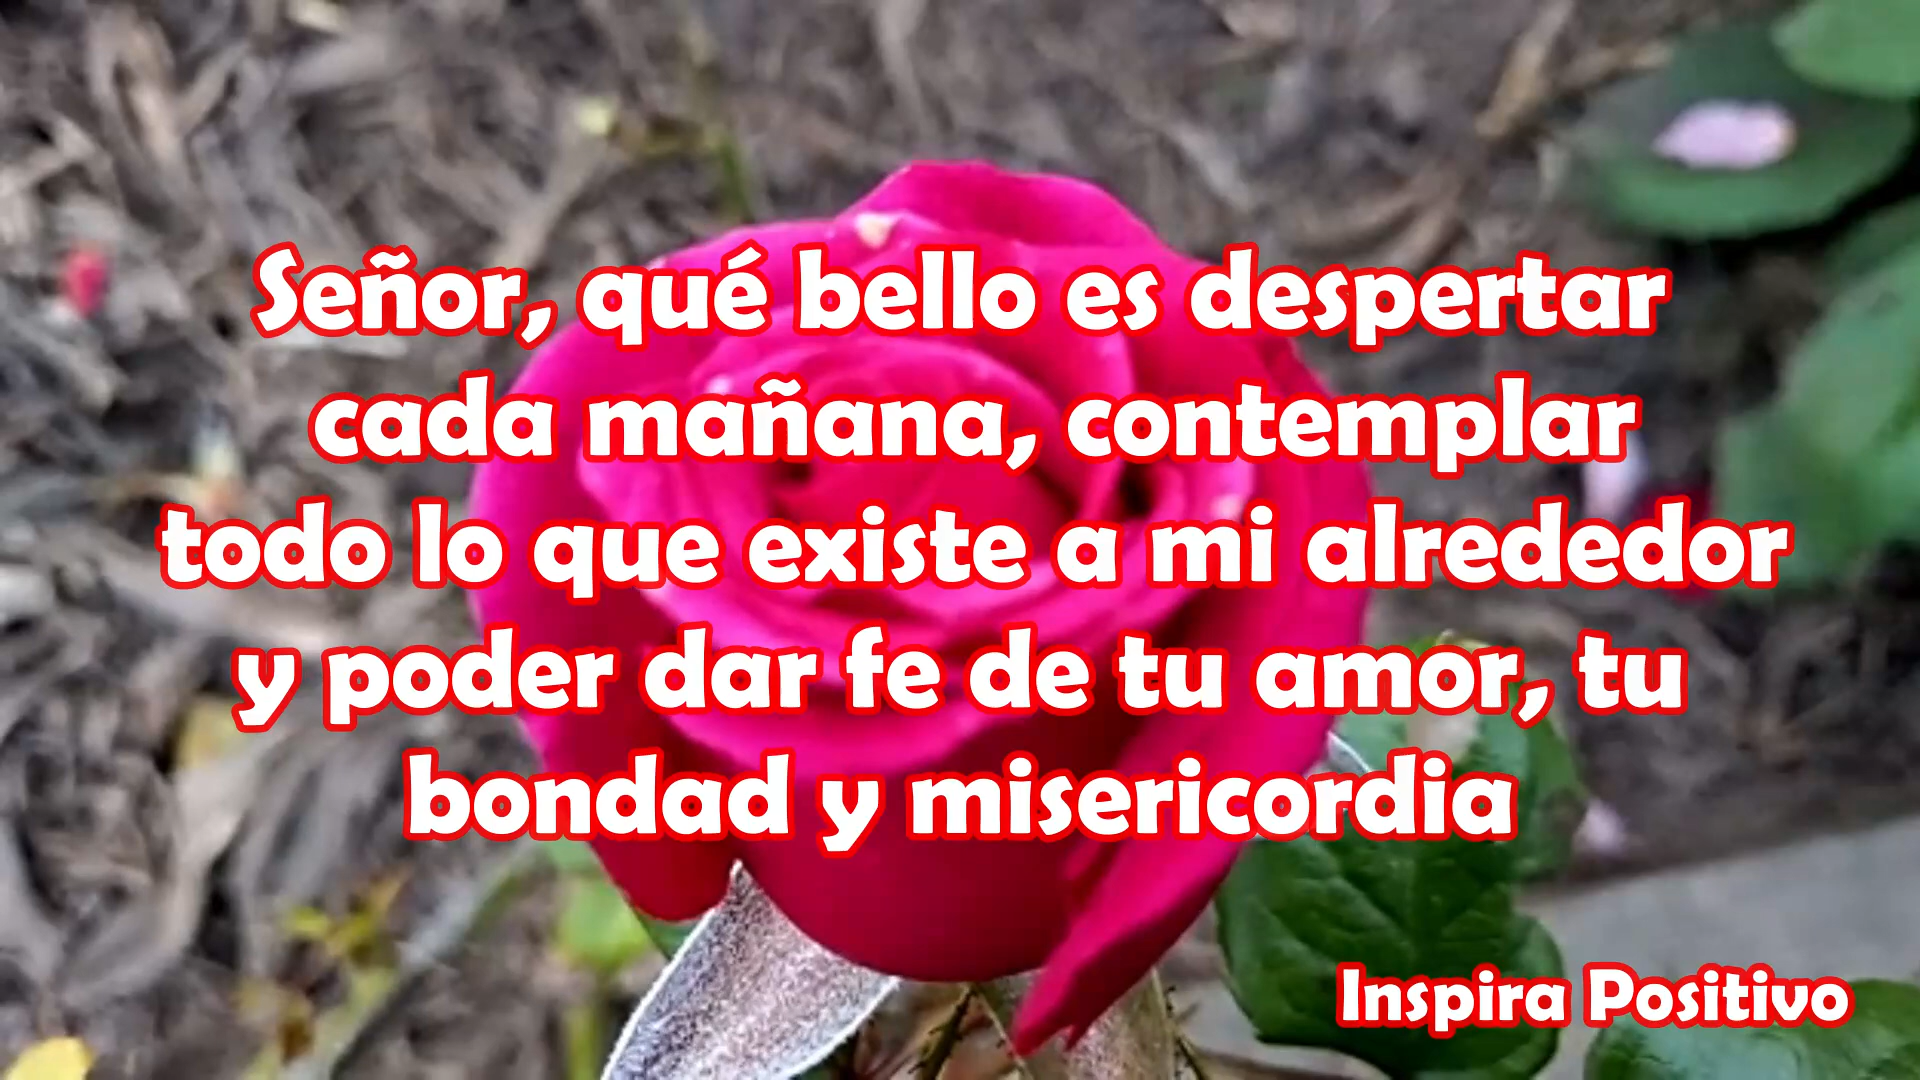 Señor, qué bello es despertar
cada mañana, contemplar
todo lo que existe a mi alrededor
y poder dar fe de tu amor, tu
bondad y misericordia
Inspira Positivo